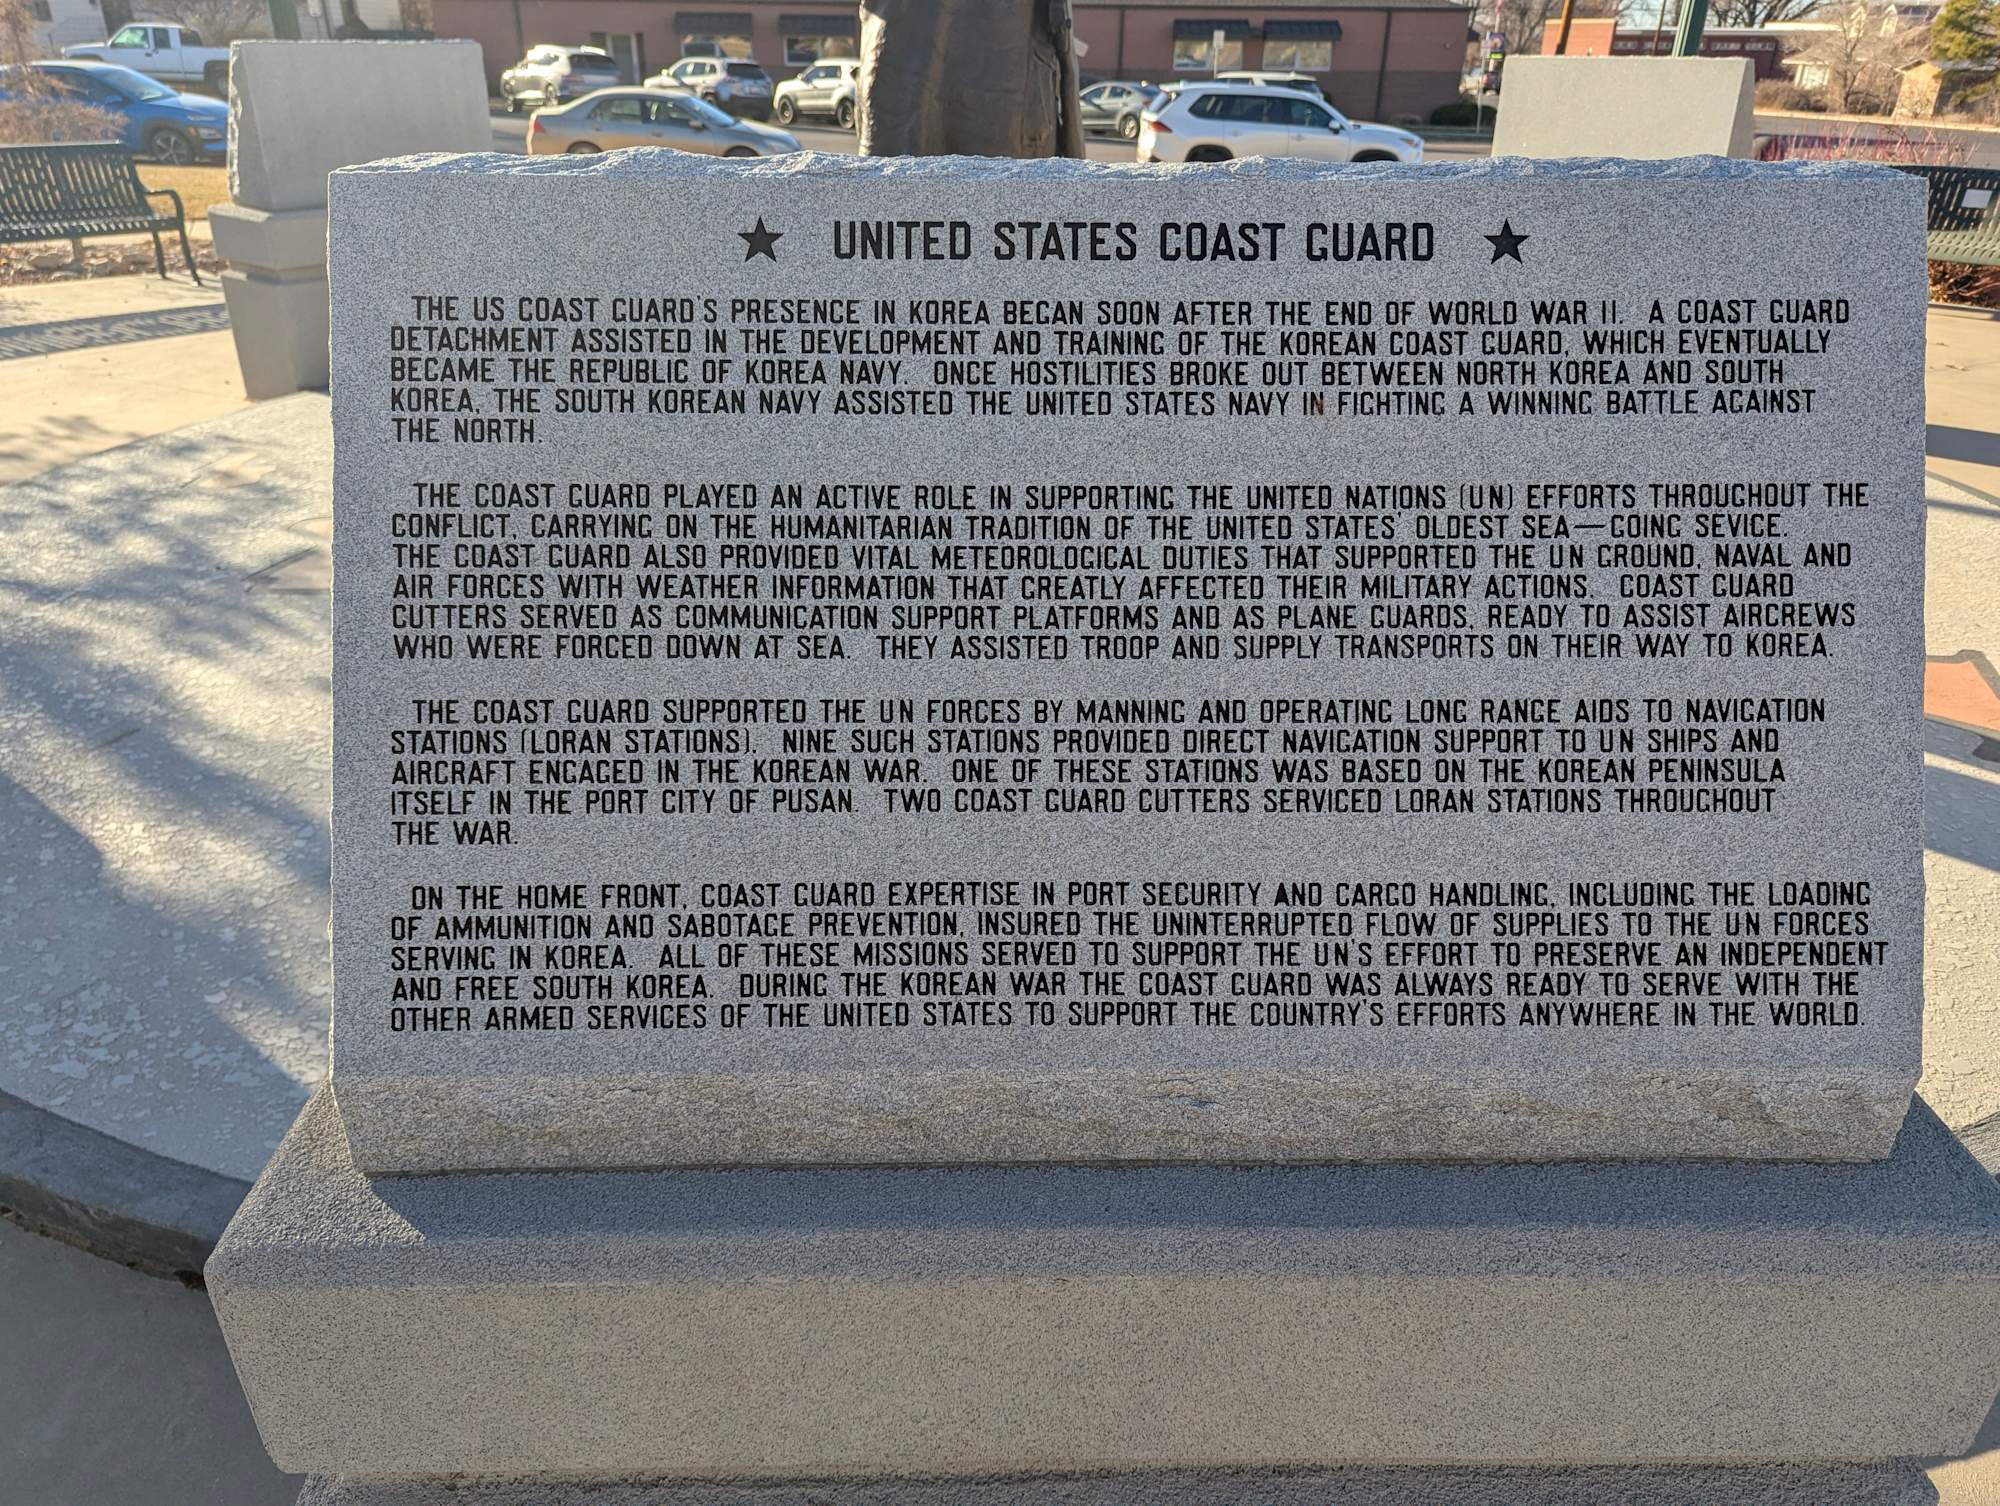 ★ UNITED STATES COAST GUARD ★
THE US COAST GUARD'S PRESENCE IN KOREA BEGAN SOON AFTER THE END OF WORLD WAR II. A COAST GUARD
DETACHMENT ASSISTED IN THE DEVELOPMENT AND TRAINING OF THE KOREAN COAST GUARD, WHICH EVENTUALLY
BECAME THE REPUBLIC OF KOREA NAVY. ONCE HOSTILITIES BROKE OUT BETWEEN NORTH KOREA AND SOUTH
KOREA, THE SOUTH KOREAN NAVY ASSISTED THE UNITED STATES NAVY IN FIGHTING A WINNING BATTLE AGAINST
THE NORTH.
THE COAST GUARD PLAYED AN ACTIVE ROLE IN SUPPORTING THE UNITED NATIONS (UN) EFFORTS THROUGHOUT THE
CONFLICT, CARRYING ON THE HUMANITARIAN TRADITION OF THE UNITED STATES' OLDEST SEA—GOING SEVICE.
THE COAST GUARD ALSO PROVIDED VITAL METEOROLOGICAL DUTIES THAT SUPPORTED THE UN GROUND, NAVAL AND
AIR FORCES WITH WEATHER INFORMATION THAT GREATLY AFFECTED THEIR MILITARY ACTIONS. COAST GUARD
CUTTERS SERVED AS COMMUNICATION SUPPORT PLATFORMS AND AS PLANE GUARDS, READY TO ASSIST AIRCREWS
WHO WERE FORCED DOWN AT SEA. THEY ASSISTED TROOP AND SUPPLY TRANSPORTS ON THEIR WAY TO KOREA.
THE COAST GUARD SUPPORTED THE UN FORCES BY MANNING AND OPERATING LONG RANGE AIDS TO NAVIGATION
STATIONS (LORAN STATIONS). NINE SUCH STATIONS PROVIDED DIRECT NAVIGATION SUPPORT TO UN SHIPS AND
AIRCRAFT ENGAGED IN THE KOREAN WAR. ONE OF THESE STATIONS WAS BASED ON THE KOREAN PENINSULA
ITSELF IN THE PORT CITY OF PUSAN. TWO COAST GUARD CUTTERS SERVICED LORAN STATIONS THROUGHOUT
THE WAR.
ON THE HOME FRONT, COAST GUARD EXPERTISE IN PORT SECURITY AND CARGO HANDLING, INCLUDING THE LOADING
OF AMMUNITION AND SABOTAGE PREVENTION, INSURED THE UNINTERRUPTED FLOW OF SUPPLIES TO THE UN FORCES
SERVING IN KOREA. ALL OF THESE MISSIONS SERVED TO SUPPORT THE UN'S EFFORT TO PRESERVE AN INDEPENDENT
AND FREE SOUTH KOREA. DURING THE KOREAN WAR THE COAST GUARD WAS ALWAYS READY TO SERVE WITH THE
OTHER ARMED SERVICES OF THE UNITED STATES TO SUPPORT THE COUNTRY'S EFFORTS ANYWHERE IN THE WORLD.